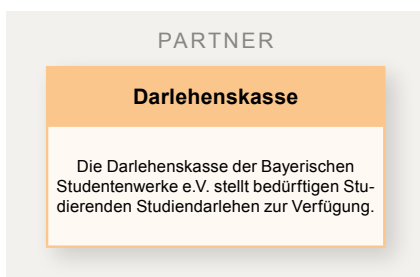 PARTNER
Darlehenskasse
Die Darlehenskasse der Bayerischen
Studentenwerke e.V. stellt bedürftigen Stu-
dierenden Studiendarlehen zur Verfügung.